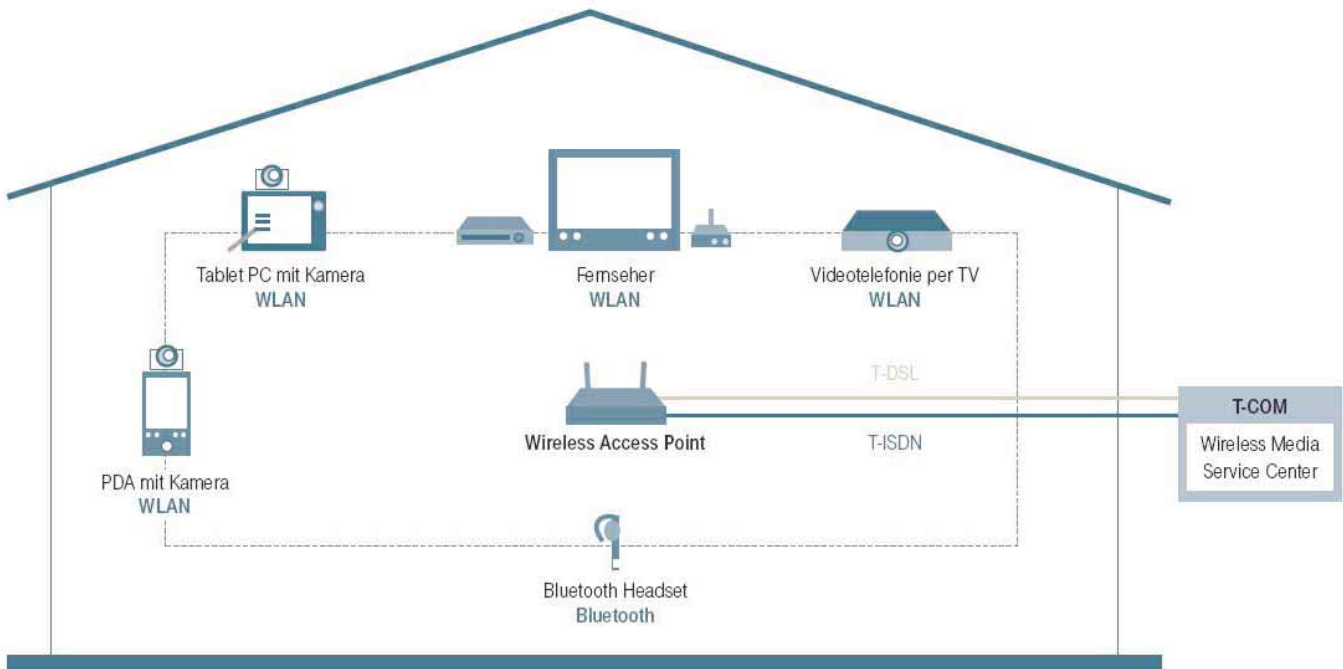 Tablet PC mit Kamera
WLAN
Fernseher
WLAN
Videotelefonie per TV
WLAN
PDA mit Kamera
WLAN
Wireless Access Point
T-DSL
T-ISDN
T-COM
Wireless Media
Service Center
Bluetooth Headset
Bluetooth